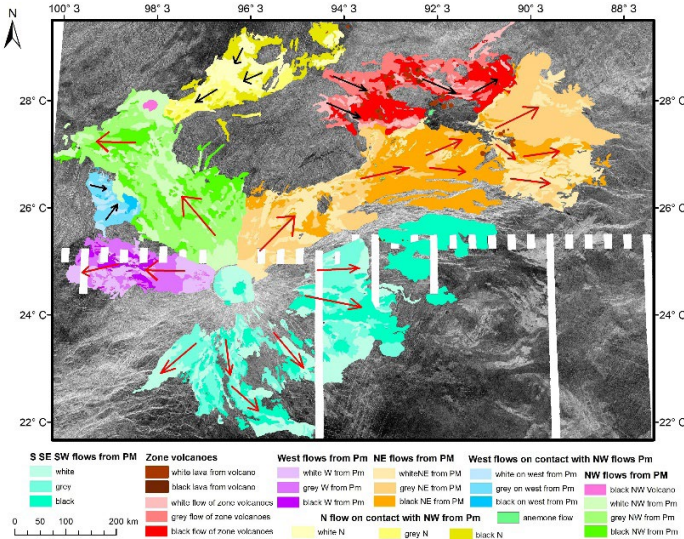 100° 3 98° 3 96° 3 94° 3 92° 3 90° 3 88° 3
N
28° C
26° C
24° C
22° C
S SE SW flows from PM
white
grey
black
0 50 100 200 km
Zone volcanoes
white lava from volcano
black lava from volcano
white flow of zone volcanoes
grey flow of zone volcanoes
black flow of zone volcanoes
West flows from Pm
white W from Pm
grey W from Pm
black W from Pm
NE flows from PM
whiteNE from PM
grey NE from PM
black NE from PM
West flows on contact with NW flows Pm
white on west from Pm
grey on west from Pm
black on west from Pm
anemone flow
NW flows from PM
black NW Volcano
white NW from Pm
grey NW from Pm
black NW from Pm
N flow on contact with NW from Pm
white N grey N black N